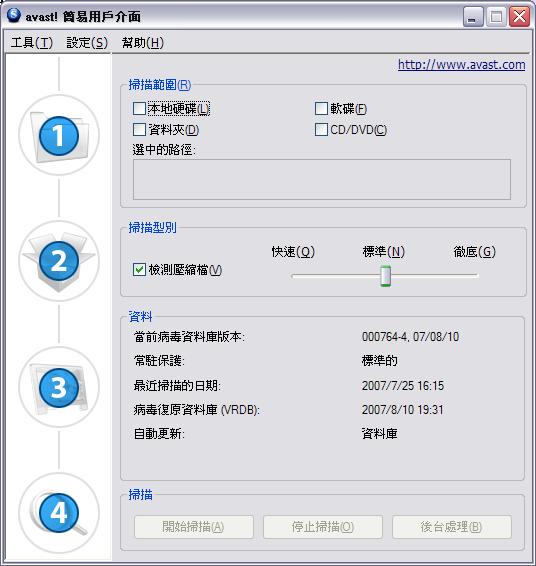 avast! 簡易用戶介面
工具(T) 設定(S) 幫助(H)
http://www.avast.com
掃描範圍(R)
本地硬碟(L) 軟碟(F)
資料夾(D) CD/DVD(C)
選中的路徑:
掃描型別
快速(Q) 標準(N) 徹底(G)
檢測壓縮檔(V)
資料
當前病毒資料庫版本: 000764-4, 07/08/10
常駐保護: 標準的
最近掃描的日期: 2007/7/25 16:15
病毒復原資料庫 (VRDB): 2007/8/10 19:31
自動更新: 資料庫
掃描
開始掃描(A) 停止掃描(O) 後台處理(B)
1
2
3
4